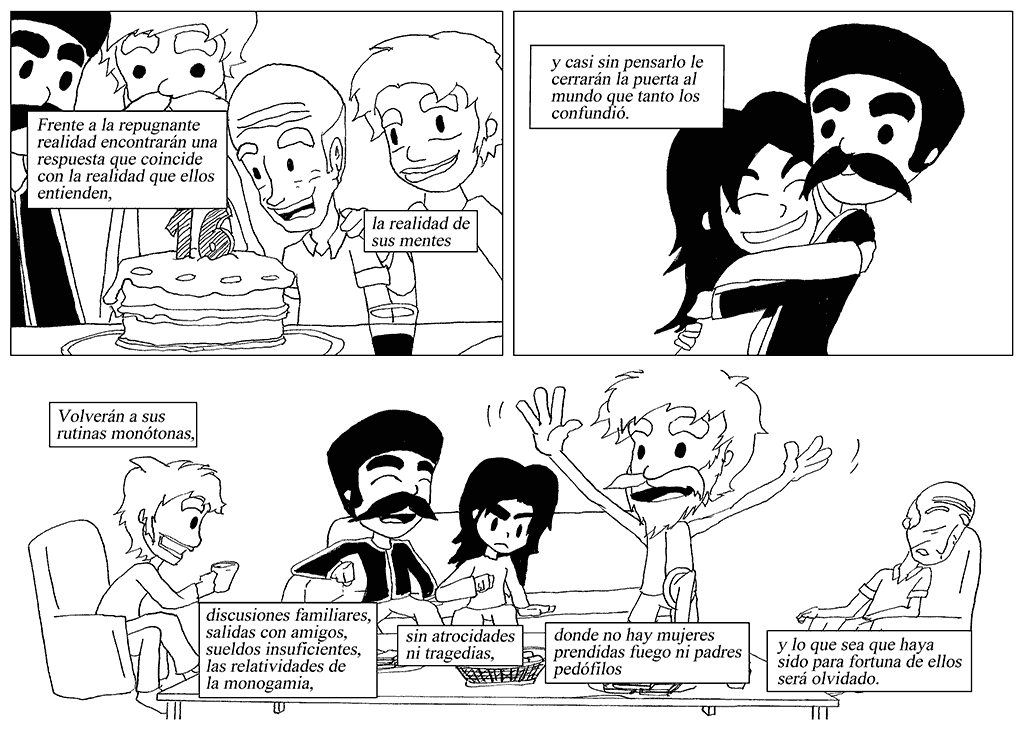 Frente a la repugnante
realidad encontrarán una
respuesta que coincide
con la realidad que ellos
entienden,
16
la realidad de
sus mentes
y casi sin pensarlo le
cerrarán la puerta al
mundo que tanto los
confundió.
Volverán a sus
rutinas monótonas,
discusiones familiares,
salidas con amigos,
sueldos insuficientes,
las relatividades de
la monogamia,
sin atrocidades
ni tragedias,
donde no hay mujeres
prendidas fuego ni padres
pedófilos
y lo que sea que haya
sido para fortuna de ellos
será olvidado.